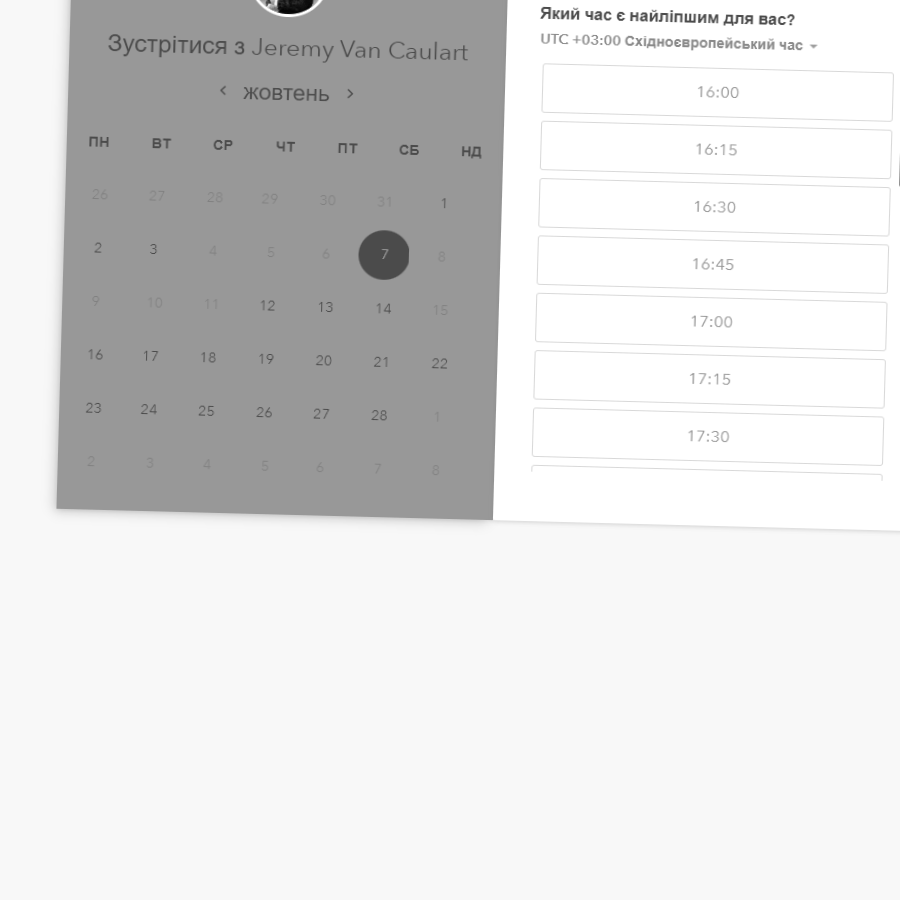 Зустрітися з Jeremy Van Caulart
жовтень
ПН ВТ СР ЧТ ПТ СБ НД
26 27 28 29 30 31 1
2 3 4 5 6 7 8
9 10 11 12 13 14 15
16 17 18 19 20 21 22
23 24 25 26 27 28 1
2 3 4 5 6 7 8
Який час є найліпшим для вас?
UTC +03:00 Східноєвропейський час
16:00
16:15
16:30
16:45
17:00
17:15
17:30